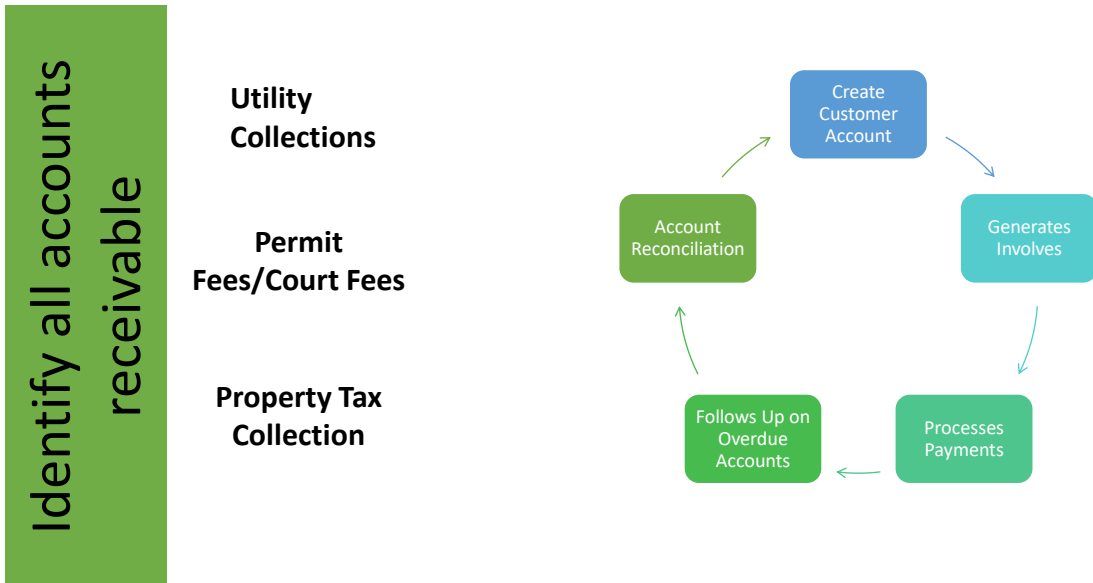 Identify all accounts
receivable
Utility
Collections
Permit
Fees/Court Fees
Property Tax
Collection
Create
Customer
Account
Generates
Involves
Processes
Payments
Follows Up on
Overdue
Accounts
Account
Reconciliation